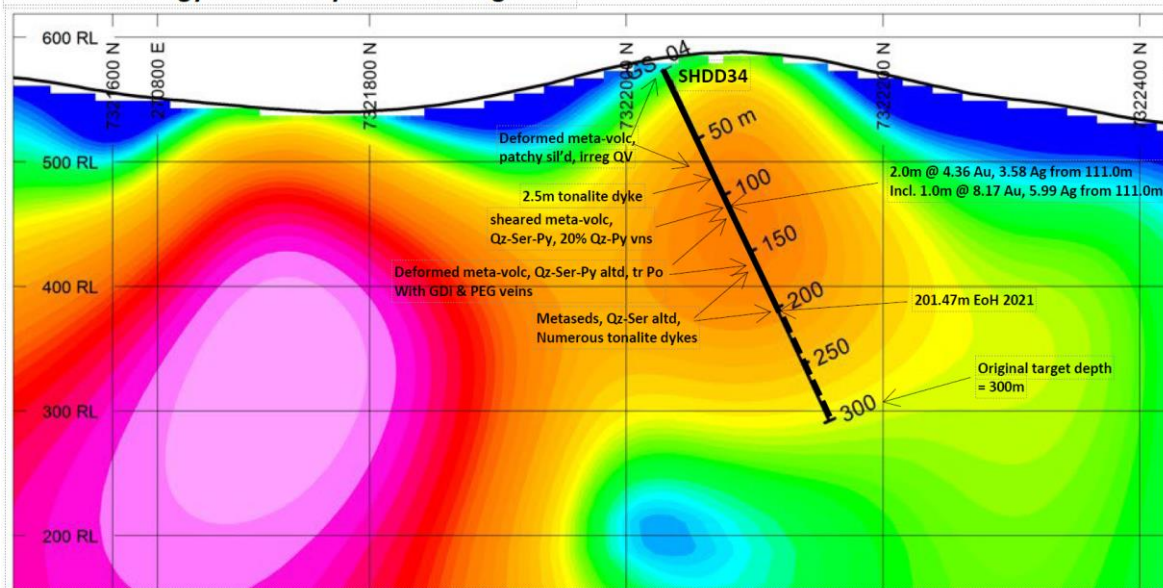 600 RL
500 RL
400 RL
300 RL
200 RL
7321600 N
270800 E
7321800 N
7322000 N
7322200 N
7322400 N
GS_04
SHDD34
50 m
100
150
200
250
300
Deformed meta-volc,
patchy sil'd, irreg QV
2.5m tonalite dyke
sheared meta-volc,
Qz-Ser-Py, 20% Qz-Py vns
Deformed meta-volc, Qz-Ser-Py altd, tr Po
With GDI & PEG veins
Metaseds, Qz-Ser altd,
Numerous tonalite dykes
2.0m @ 4.36 Au, 3.58 Ag from 111.0m
Incl. 1.0m @ 8.17 Au, 5.99 Ag from 111.0m
201.47m EoH 2021
Original target depth
= 300m